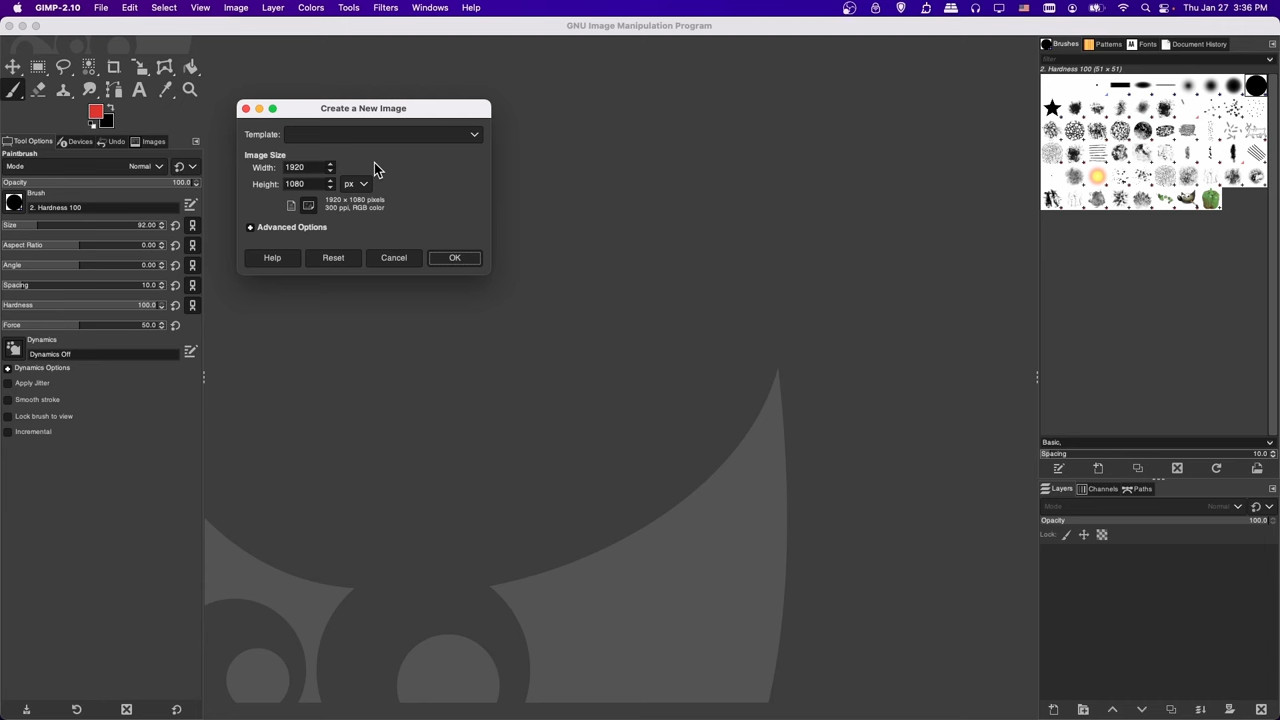 GIMP-2.10 File Edit Select View Image Layer Colors Tools Filters Windows Help Thu Jan 27 3:36 PM
GNU Image Manipulation Program
Brushes Patterns Fonts Document History
filter
2. Hardness 100 (51 × 51)
Tool Options Devices Undo Images
Paintbrush
Mode Normal
Opacity 100.0
Brush
2. Hardness 100
Size 92.00
Aspect Ratio 0.00
Angle 0.00
Spacing 10.0
Hardness 100.0
Force 50.0
Dynamics
Dynamics Off
Dynamics Options
Apply Jitter
Smooth stroke
Lock brush to view
Incremental
Create a New Image
Template:
Image Size
Width: 1920
Height: 1080 px
1920 × 1080 pixels
300 ppi, RGB color
Advanced Options
Help Reset Cancel OK
Basic,
Spacing 10.0
Layers Channels Paths
Mode Normal
Opacity 100.0
Lock: